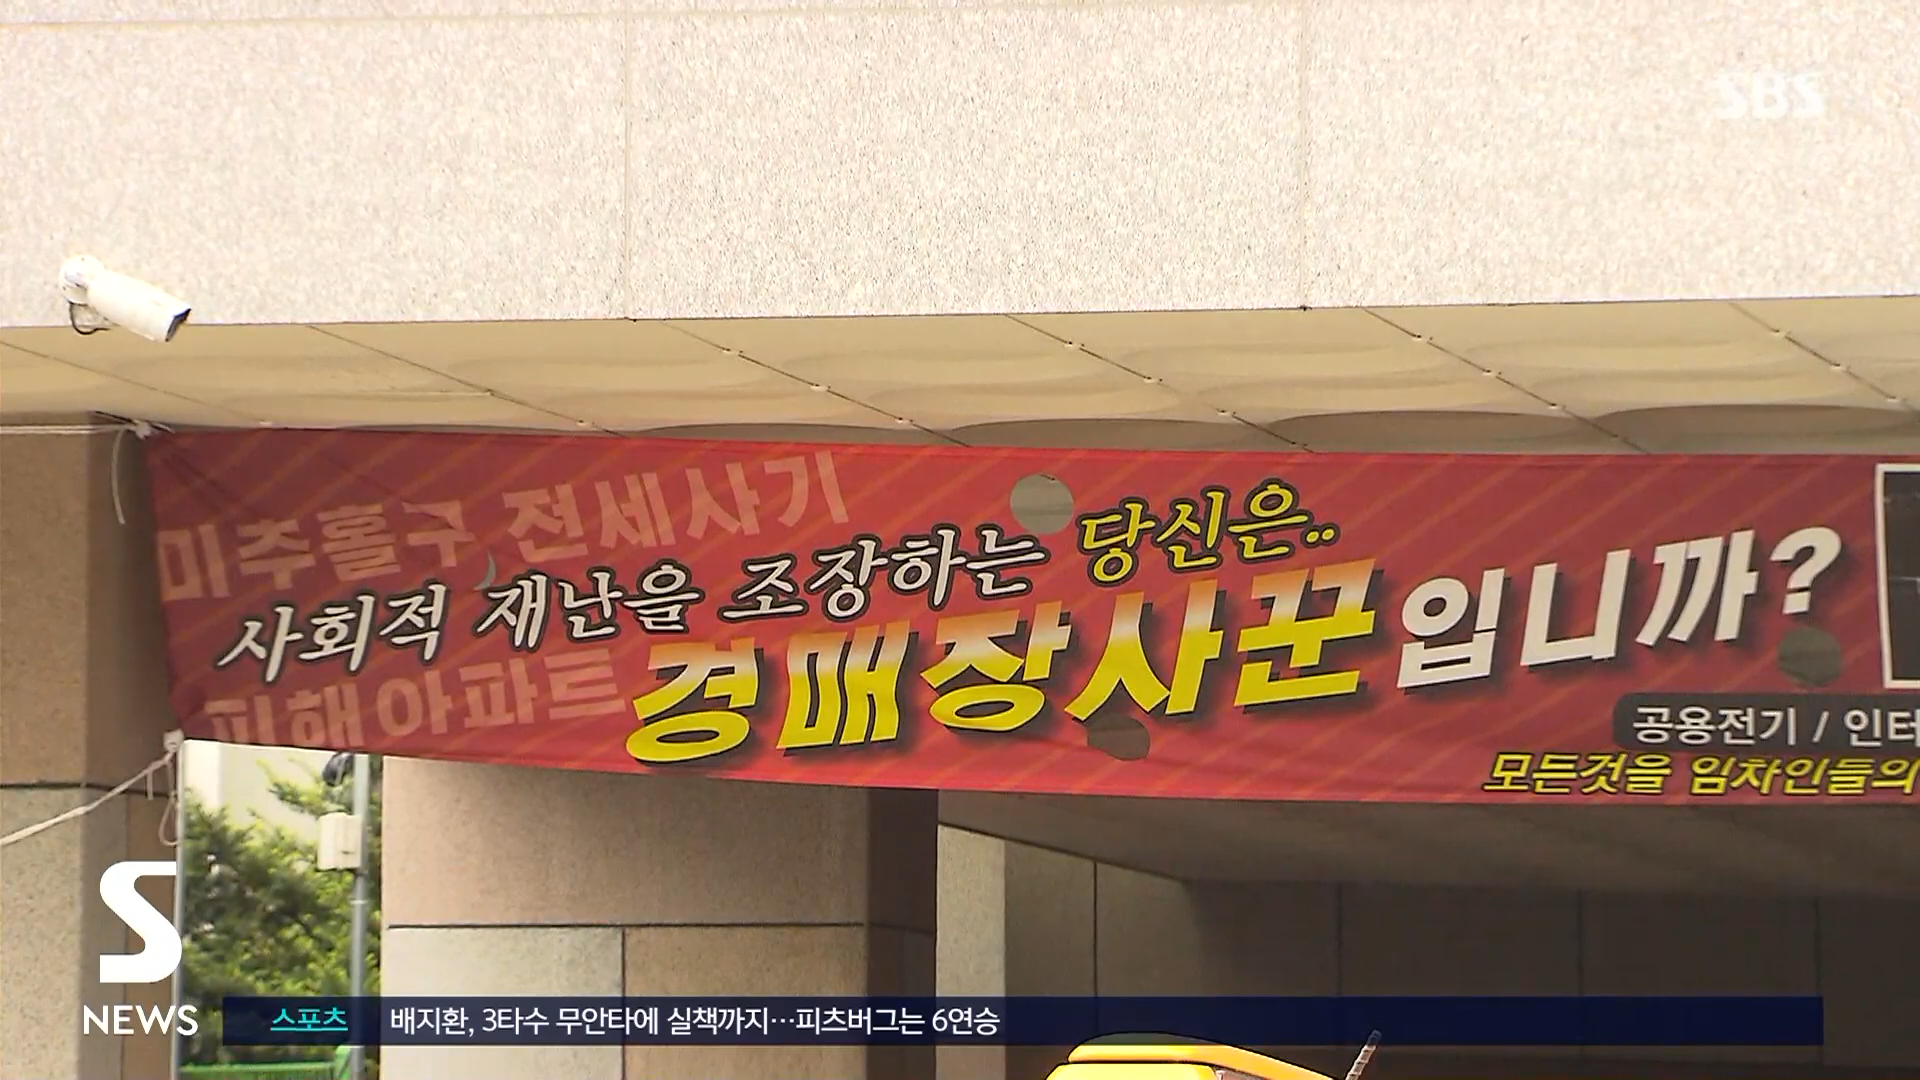 SBS
미추홀구 전세사기
사회적 재난을 조장하는 당신은..
피해아파트
경매장사꾼입니까?
공용전기 / 인터
모든것을 임차인들의
S
NEWS
스포츠 배지환, 3타수 무안타에 실책까지…피츠버그는 6연승